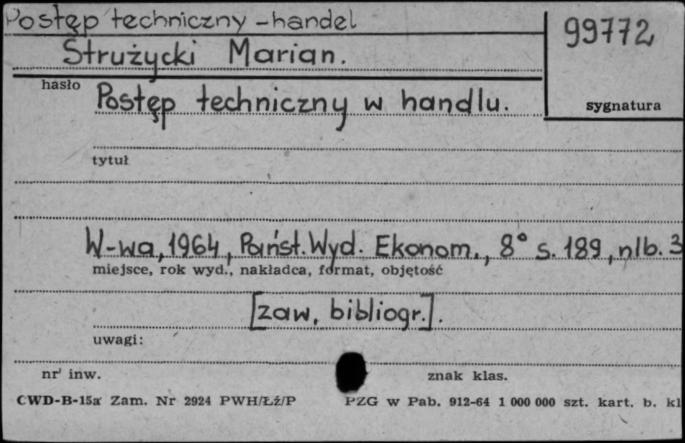 Postęp techniczny - handel
99772
Strużycki Marian.
hasło
Postęp techniczny w handlu.
sygnatura
tytuł
W-wa, 1964, Państ. Wyd. Ekonom., 8° s. 189, nlb. 3
miejsce, rok wyd., nakładca, format, objętość
[zaw. bibliogr.].
uwagi:
nr inw.
znak klas.
CWD-B-15a Zam. Nr 2924 PWH/Łź/P
PZG w Pab. 912-64 1 000 000 szt. kart. b. kl